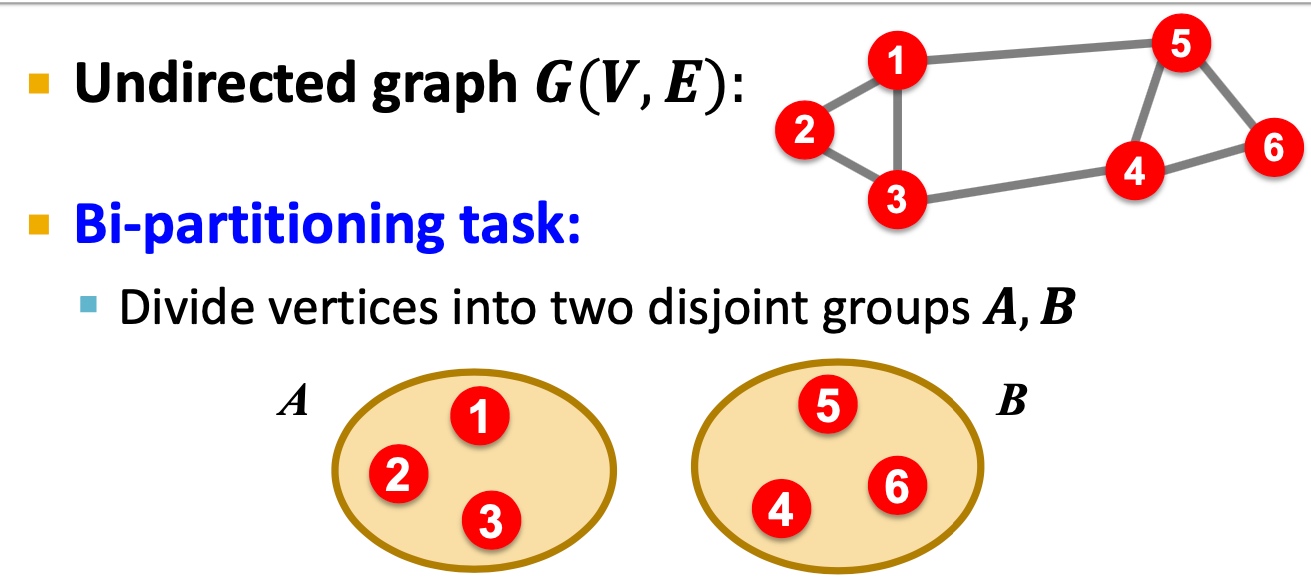 Undirected graph G(V, E):
1
5
2
6
4
3
Bi-partitioning task:
Divide vertices into two disjoint groups A, B
A
1
2
3
5
B
6
4